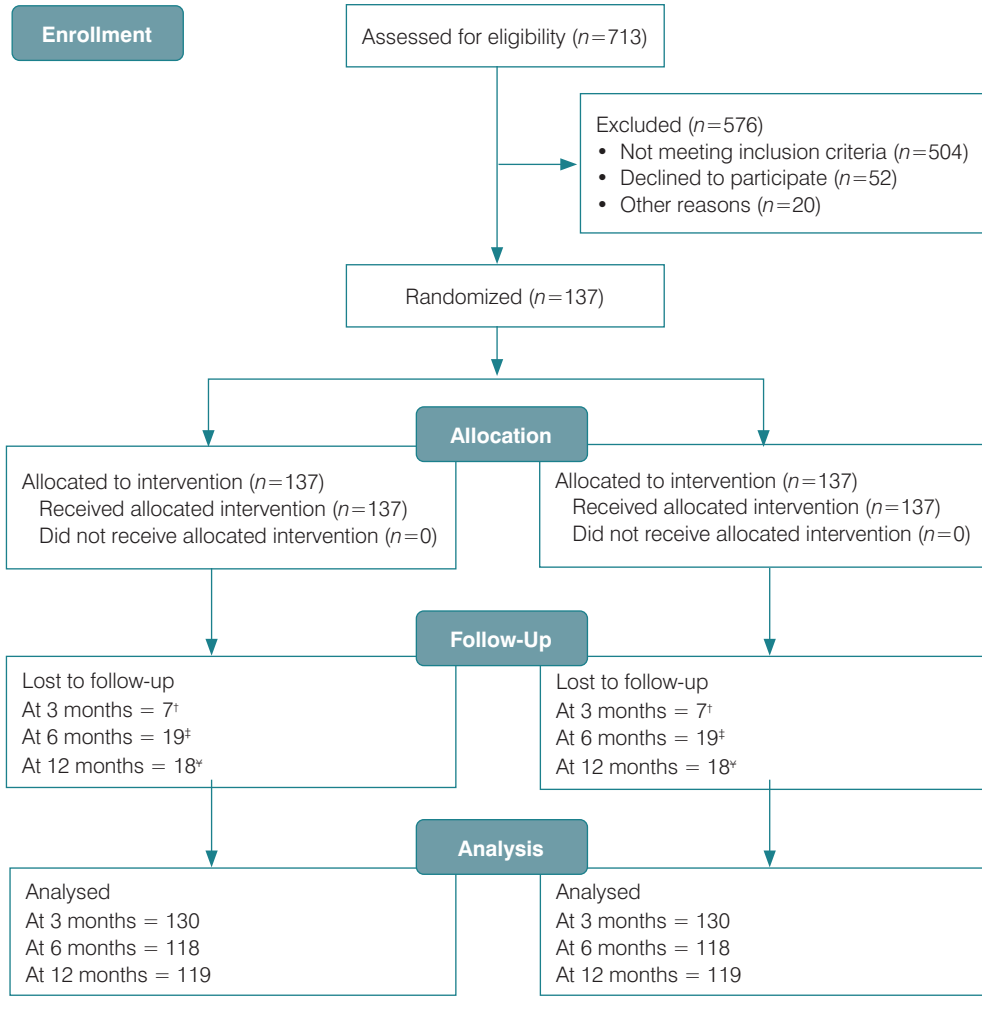 Enrollment
Assessed for eligibility (n=713)
Excluded (n=576)
• Not meeting inclusion criteria (n=504)
• Declined to participate (n=52)
• Other reasons (n=20)
Randomized (n=137)
Allocation
Allocated to intervention (n=137)
Received allocated intervention (n=137)
Did not receive allocated intervention (n=0)
Allocated to intervention (n=137)
Received allocated intervention (n=137)
Did not receive allocated intervention (n=0)
Follow-Up
Lost to follow-up
At 3 months = 7†
At 6 months = 19‡
At 12 months = 18¥
Lost to follow-up
At 3 months = 7†
At 6 months = 19‡
At 12 months = 18¥
Analysis
Analysed
At 3 months = 130
At 6 months = 118
At 12 months = 119
Analysed
At 3 months = 130
At 6 months = 118
At 12 months = 119